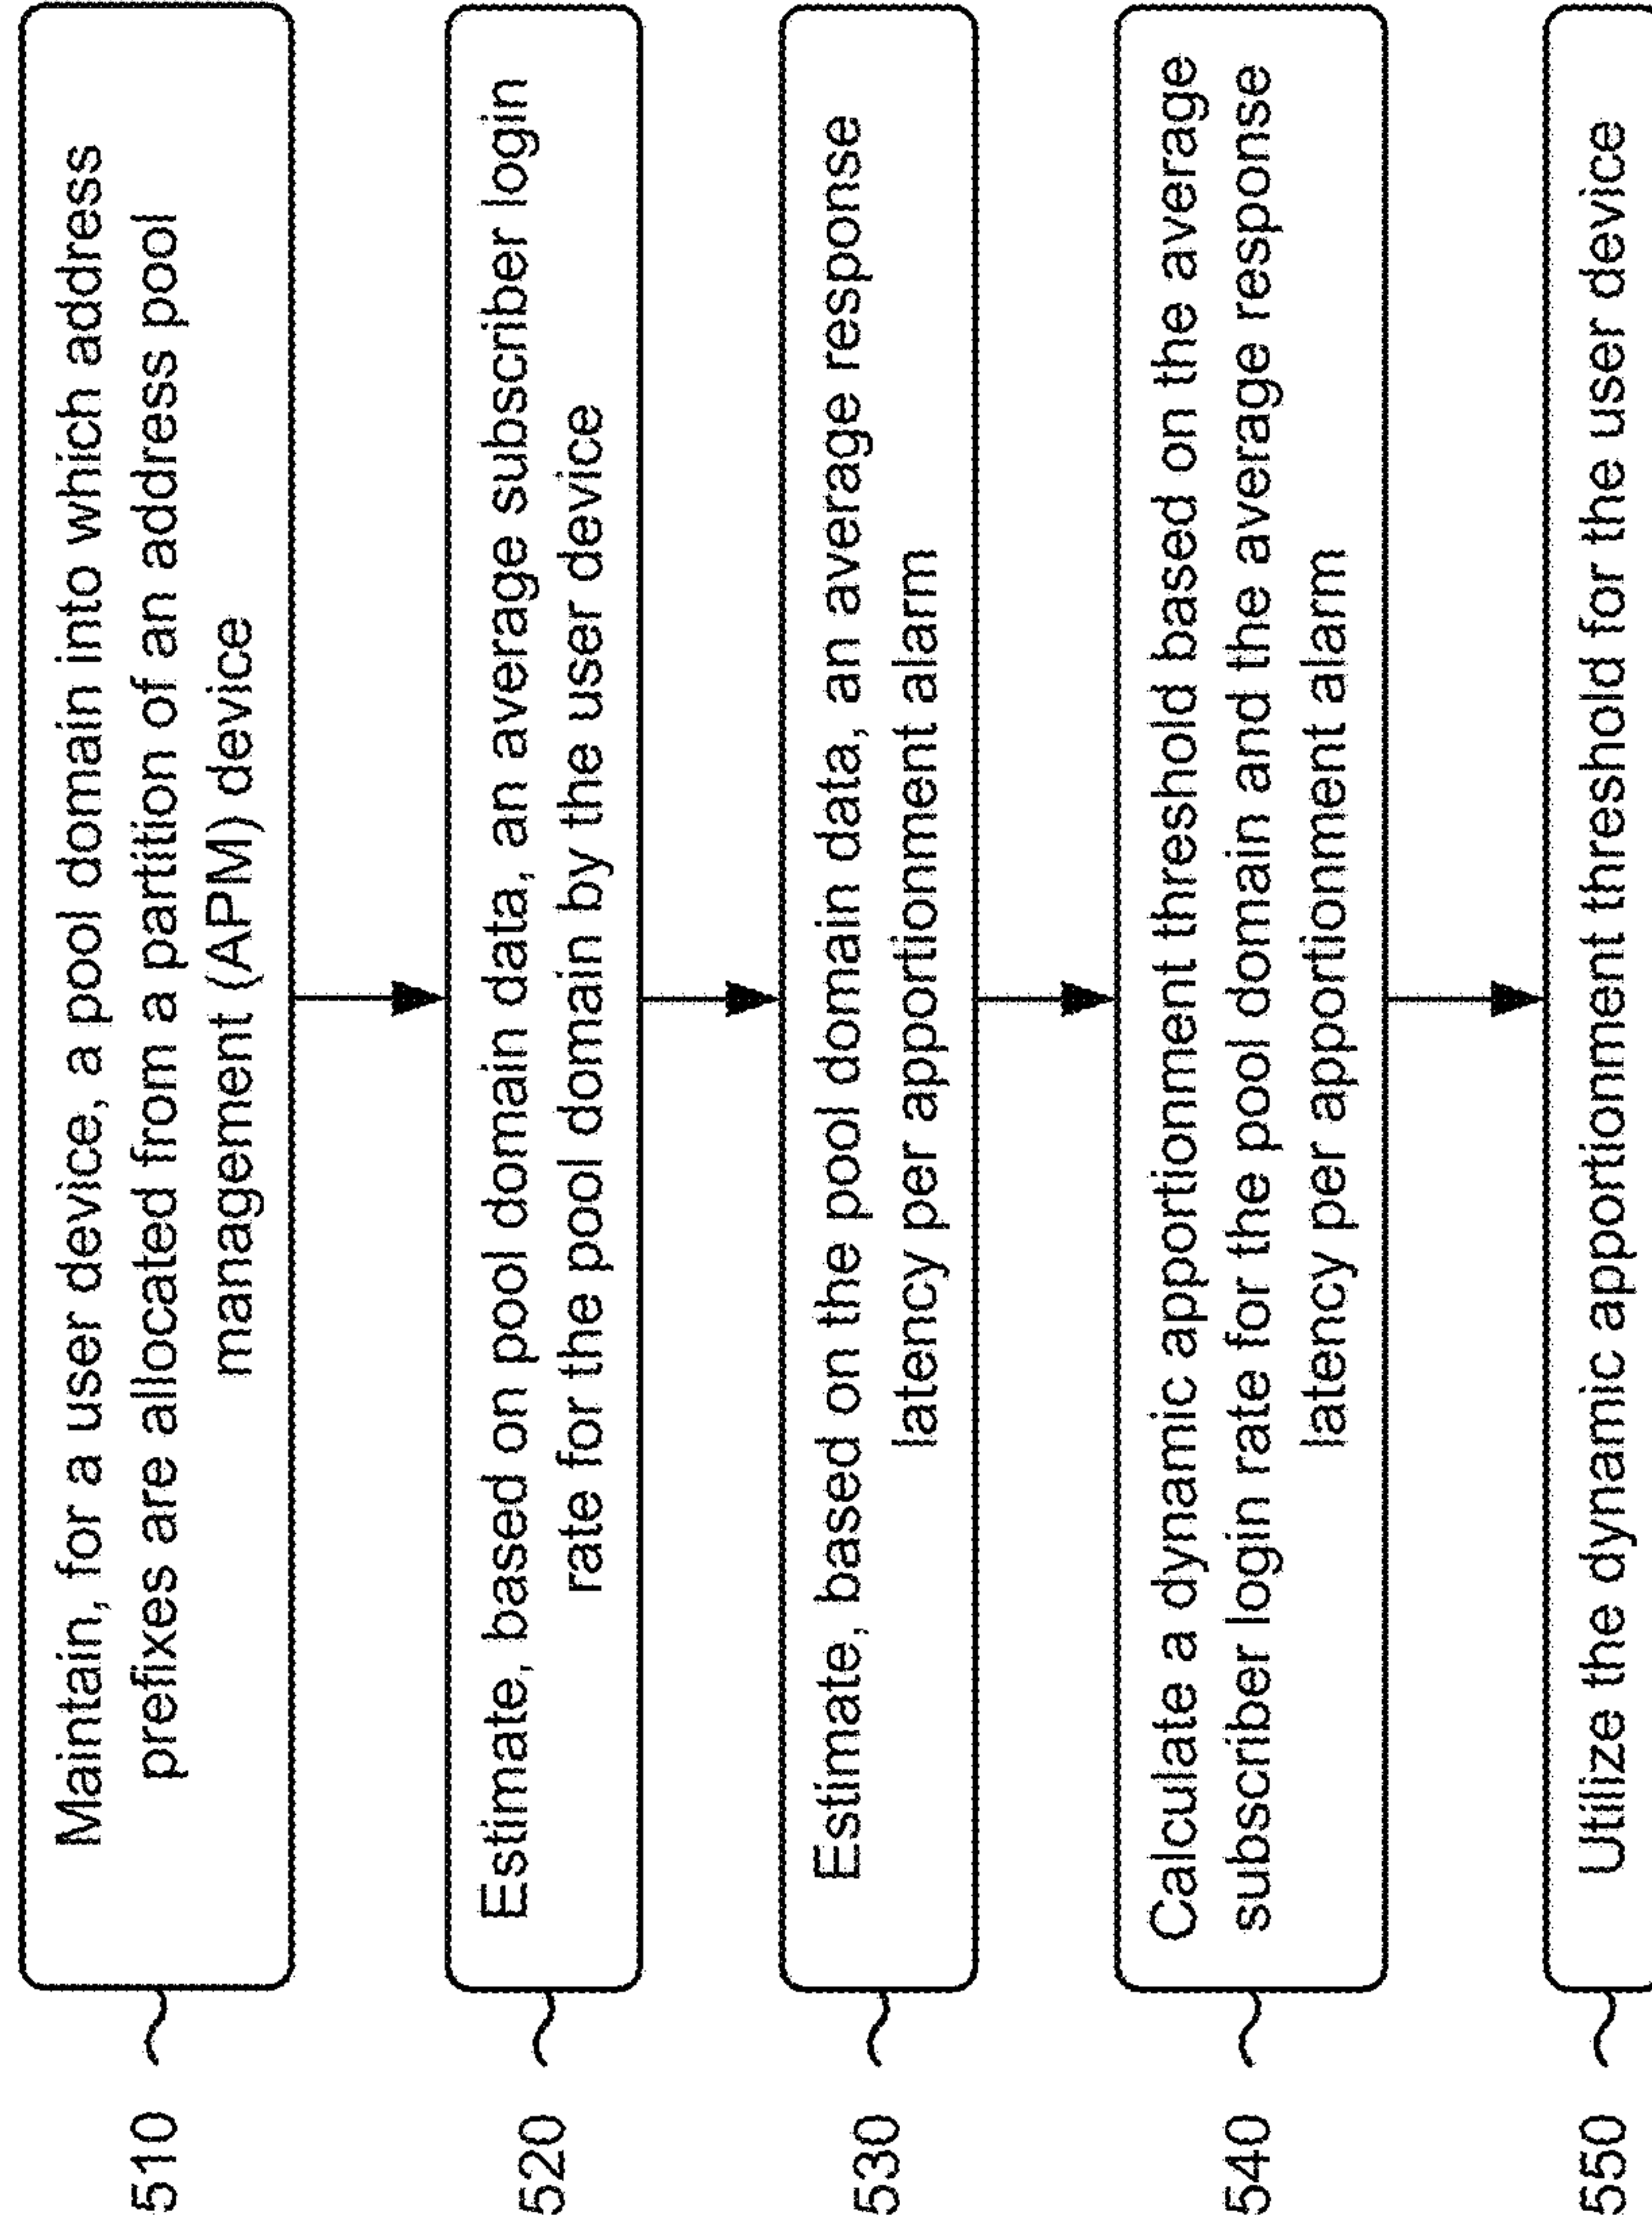 510
Maintain, for a user device, a pool domain into which address
prefixes are allocated from a partition of an address pool
management (APM) device
520
Estimate, based on pool domain data, an average subscriber login
rate for the pool domain by the user device
530
Estimate, based on the pool domain data, an average response
latency per apportionment alarm
540
Calculate a dynamic apportionment threshold based on the average
subscriber login rate for the pool domain and the average response
latency per apportionment alarm
550
Utilize the dynamic apportionment threshold for the user device